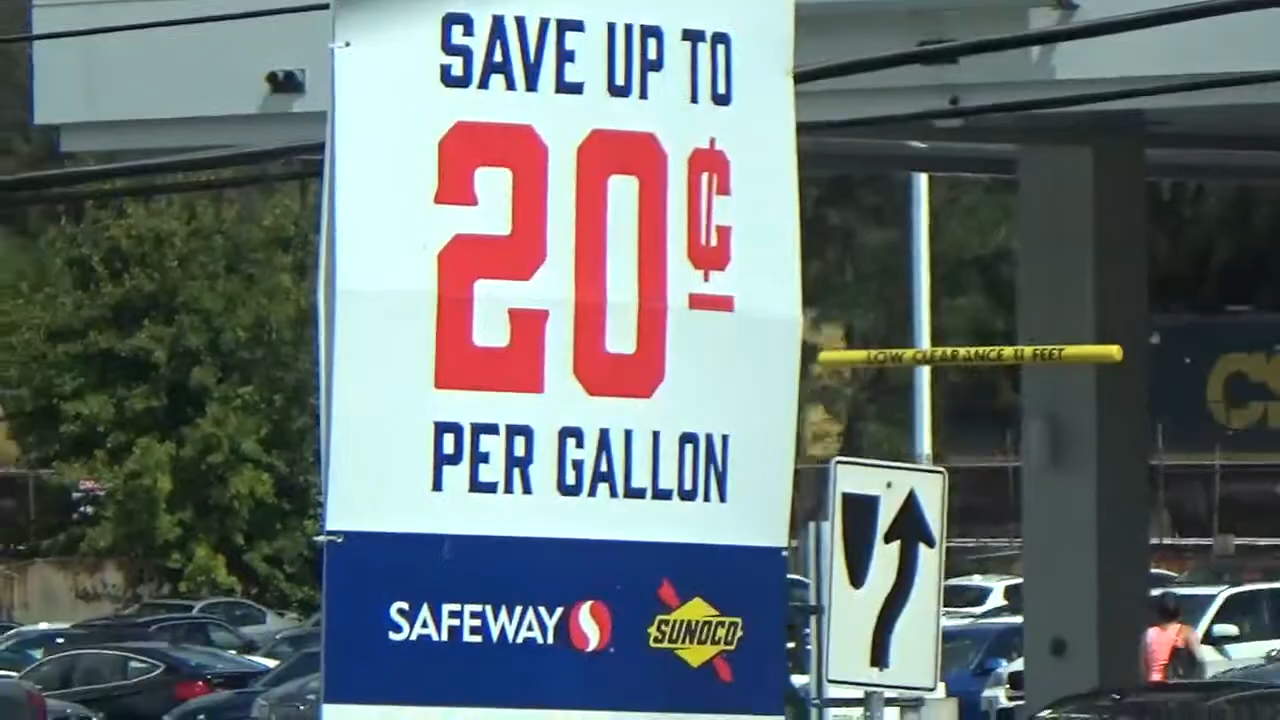 SAVE UP TO
20¢
PER GALLON
SAFEWAY
SUNOCO
LOW CLEARANCE 11 FEET